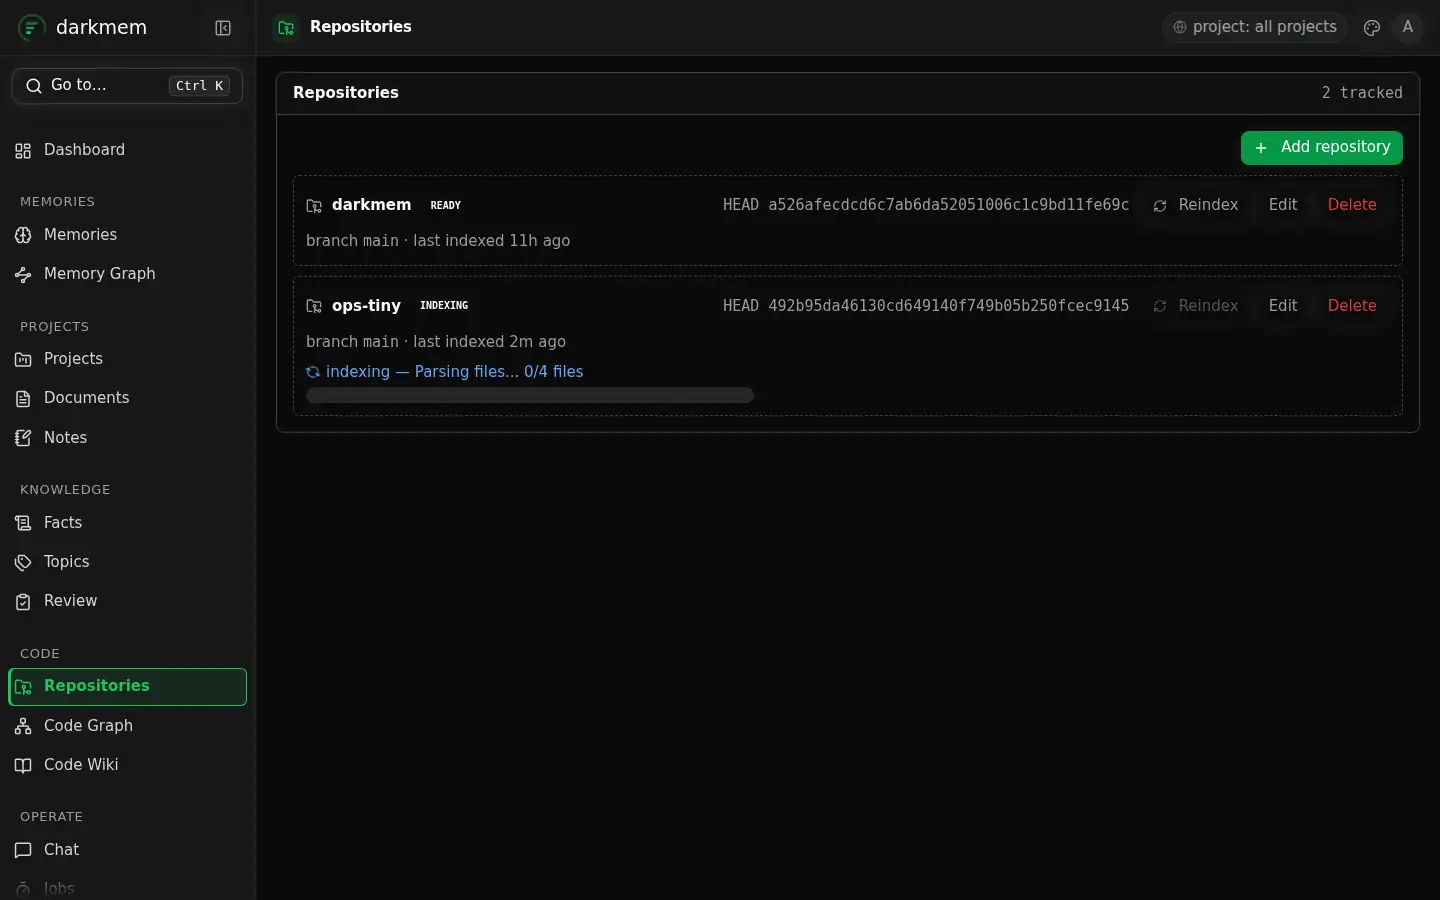 darkmem
Repositories
project: all projects
A
Go to...
Ctrl K
Dashboard
MEMORIES
Memories
Memory Graph
PROJECTS
Projects
Documents
Notes
KNOWLEDGE
Facts
Topics
Review
CODE
Repositories
Code Graph
Code Wiki
OPERATE
Chat
Jobs
Repositories
2 tracked
+ Add repository
darkmem READY HEAD a526afecdcd6c7ab6da52051006c1c9bd11fe69c Reindex Edit Delete
branch main · last indexed 11h ago
ops-tiny INDEXING HEAD 492b95da46130cd649140f749b05b250fcec9145 Reindex Edit Delete
branch main · last indexed 2m ago
indexing — Parsing files... 0/4 files